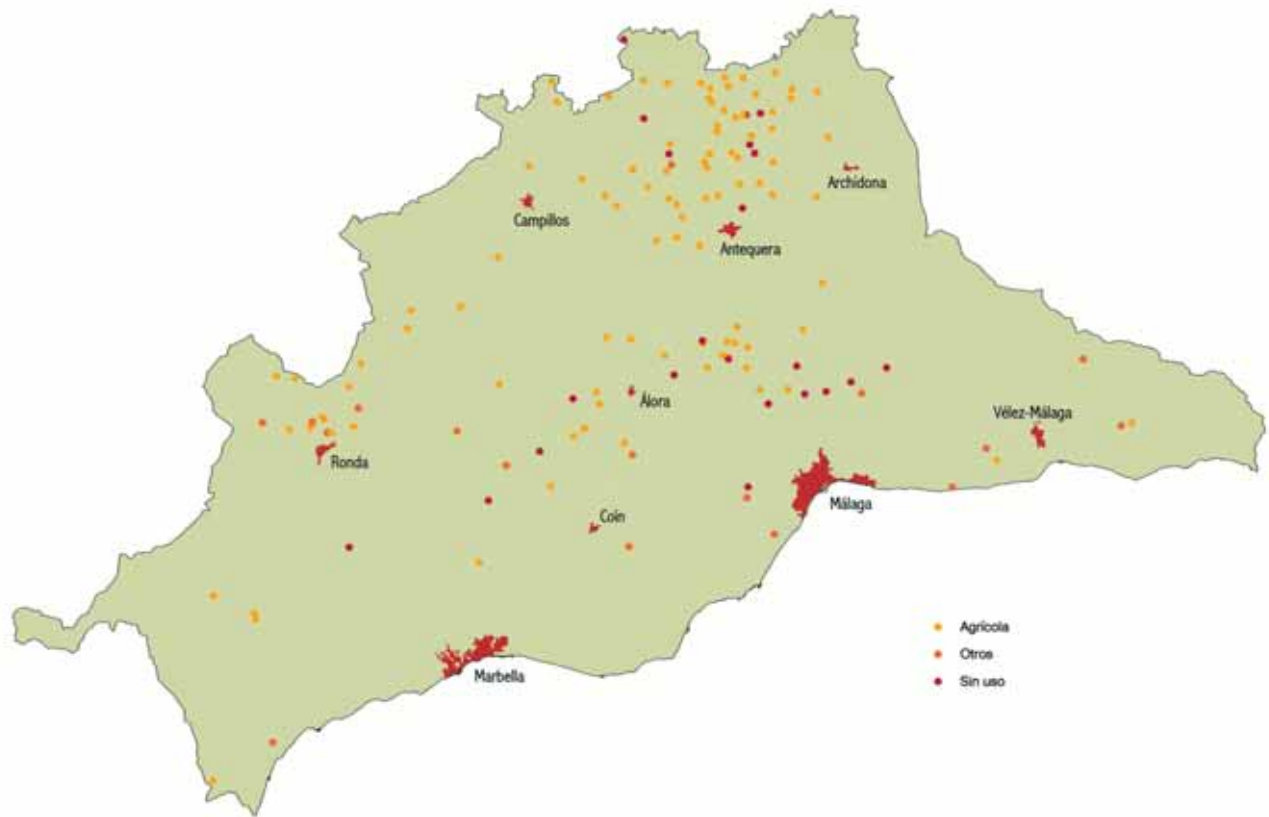 Archidona
Campillos
Antequera
Álora
Vélez-Málaga
Ronda
Málaga
Coín
Agrícola
Otros
Sin uso
Marbella